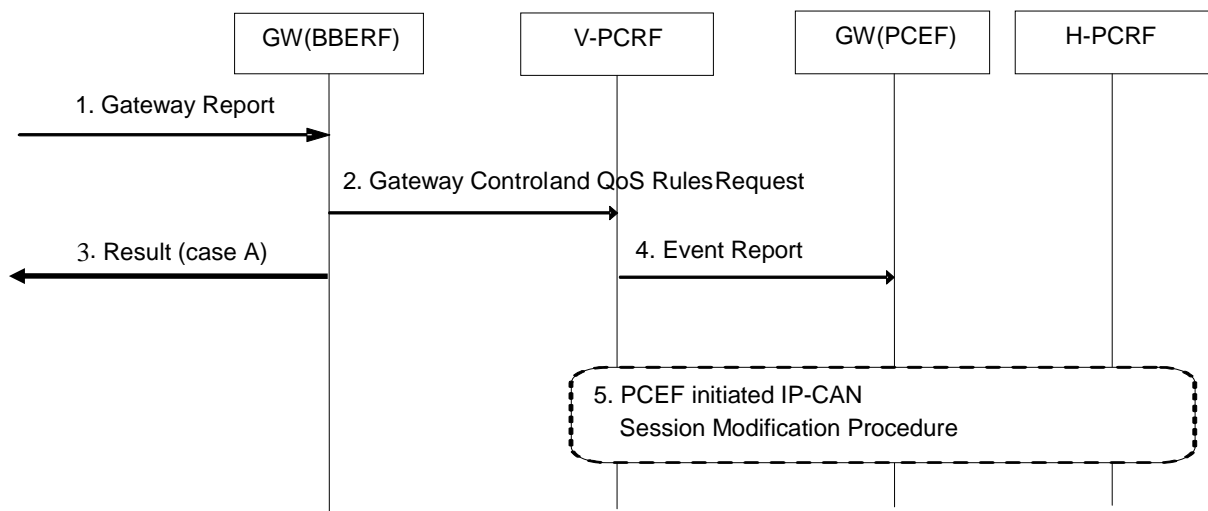 GW(BBERF)
V-PCRF
GW(PCEF)
H-PCRF
1. Gateway Report
2. Gateway Controland QoS RulesRequest
3. Result (case A)
4. Event Report
5. PCEF initiated IP-CAN
Session Modification Procedure